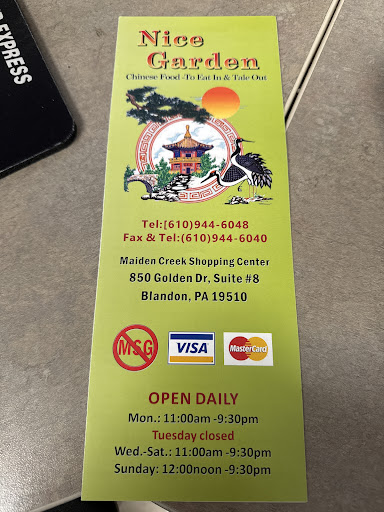 EXPRESS
Nice
Garden
Chinese Food -To Eat In & Tale Out
Tel:[610)944-6048
Fax & Tel:(610)944-6040
Maiden Creek Shopping Center
850 Golden Dr, Suite #8
Blandon, PA 19510
MSG
VISA
MasterCard
OPEN DAILY
Mon.: 11:00am -9:30pm
Tuesday closed
Wed.-Sat.: 11:00am -9:30pm
Sunday: 12:00noon -9:30pm